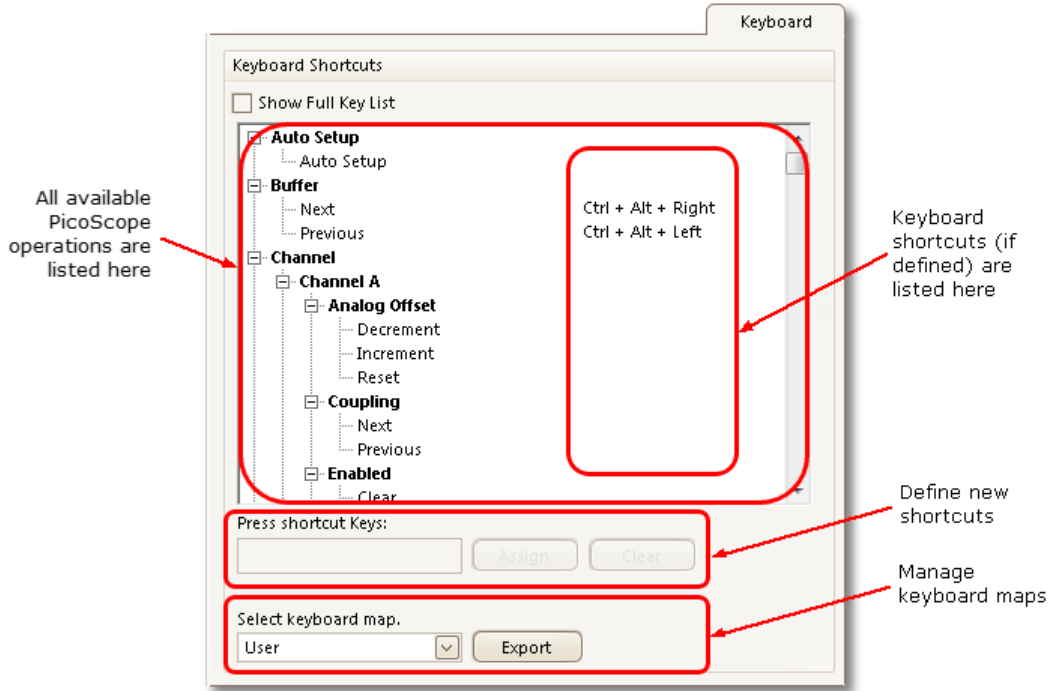 Keyboard
Keyboard Shortcuts
Show Full Key List
Auto Setup
Auto Setup
Buffer
Next Ctrl + Alt + Right
Previous Ctrl + Alt + Left
Channel
Channel A
Analog Offset
Decrement
Increment
Reset
Coupling
Next
Previous
Enabled
Clear
Press shortcut Keys:
Assign Clear
Select keyboard map.
User Export
All available
PicoScope
operations are
listed here
Keyboard
shortcuts (if
defined) are
listed here
Define new
shortcuts
Manage
keyboard maps